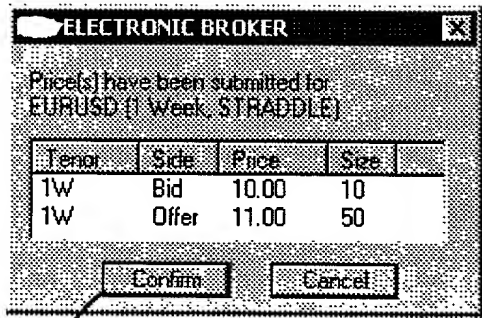 ELECTRONIC BROKER
Price(s) have been submitted for
EURUSD (1 Week, STRADDLE)
Tenor Side Price Size
1W Bid 10.00 10
1W Offer 11.00 50
Confirm Cancel